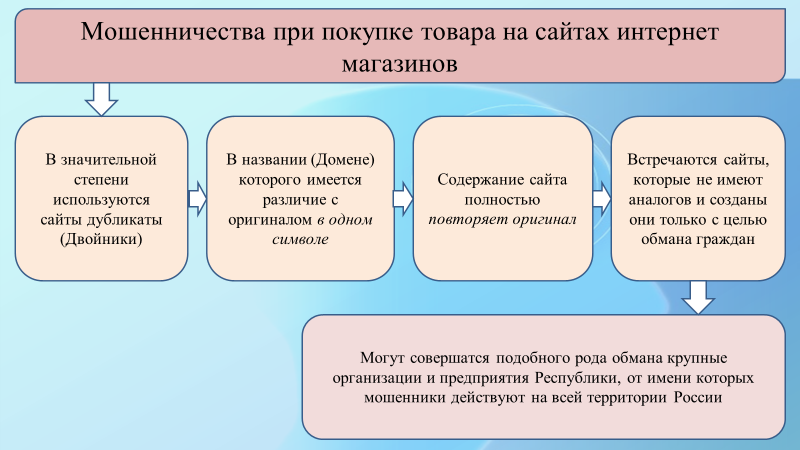 Мошенничества при покупке товара на сайтах интернет
магазинов
В значительной
степени
используются
сайты дубликаты
(Двойники)
В названии (Домене)
которого имеется
различие с
оригиналом в одном
символе
Содержание сайта
полностью
повторяет оригинал
Встречаются сайты,
которые не имеют
аналогов и созданы
они только с целью
обмана граждан
Могут совершатся подобного рода обмана крупные
организации и предприятия Республики, от имени которых
мошенники действуют на всей территории России